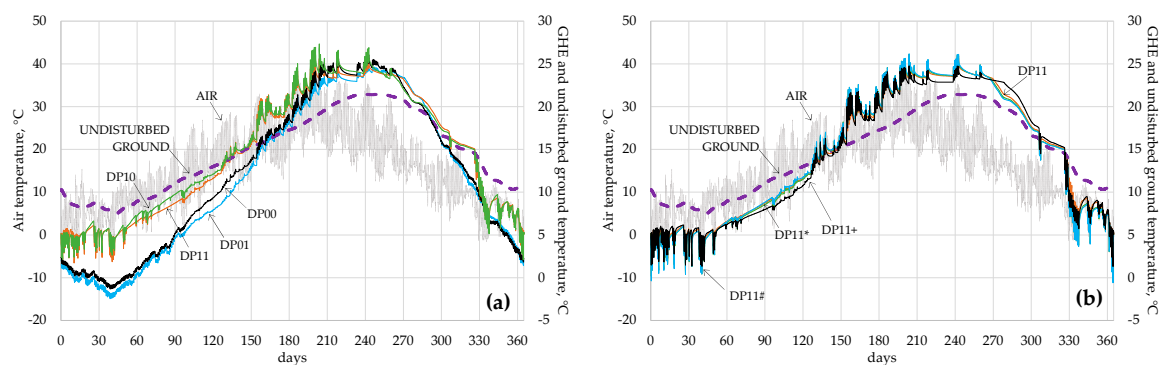 50
40
30
20
10
0
-10
-20
Air temperature, °C
0 30 60 90 120 150 180 210 240 270 300 330 360
days
30
25
20
15
10
5
0
-5
GHE and undisturbed ground temperature, °C
AIR
UNDISTURBED
GROUND
DP10
DP11
DP00
DP01
(a)
50
40
30
20
10
0
-10
-20
Air temperature, °C
0 30 60 90 120 150 180 210 240 270 300 330 360
days
30
25
20
15
10
5
0
-5
GHE and undisturbed ground temperature, °C
DP11
AIR
UNDISTURBED
GROUND
DP11*
DP11+
DP11#
(b)